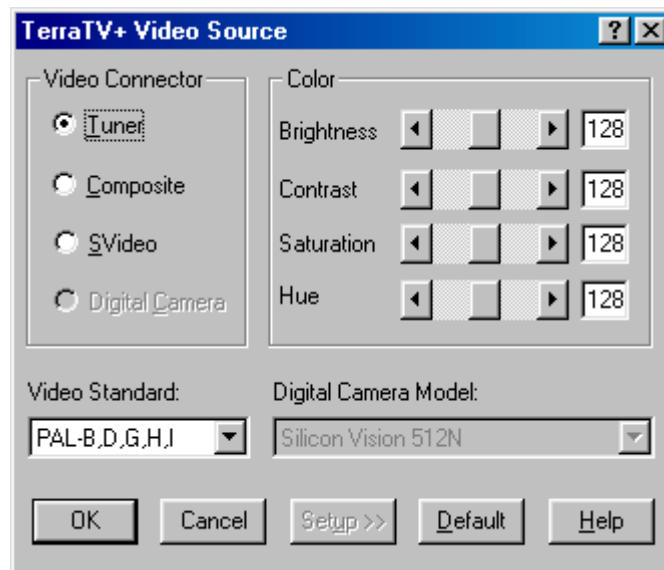 TerraTV+ Video Source
Video Connector
Tuner
Composite
SVideo
Digital Camera
Color
Brightness 128
Contrast 128
Saturation 128
Hue 128
Video Standard:
PAL-B,D,G,H,I
Digital Camera Model:
Silicon Vision 512N
OK Cancel Setup >> Default Help